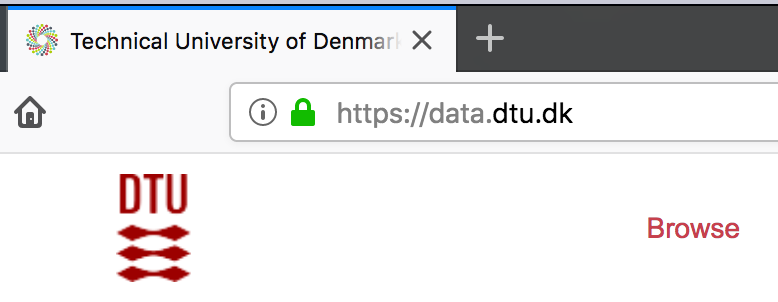 Technical University of Denmark
https://data.dtu.dk
DTU
Browse